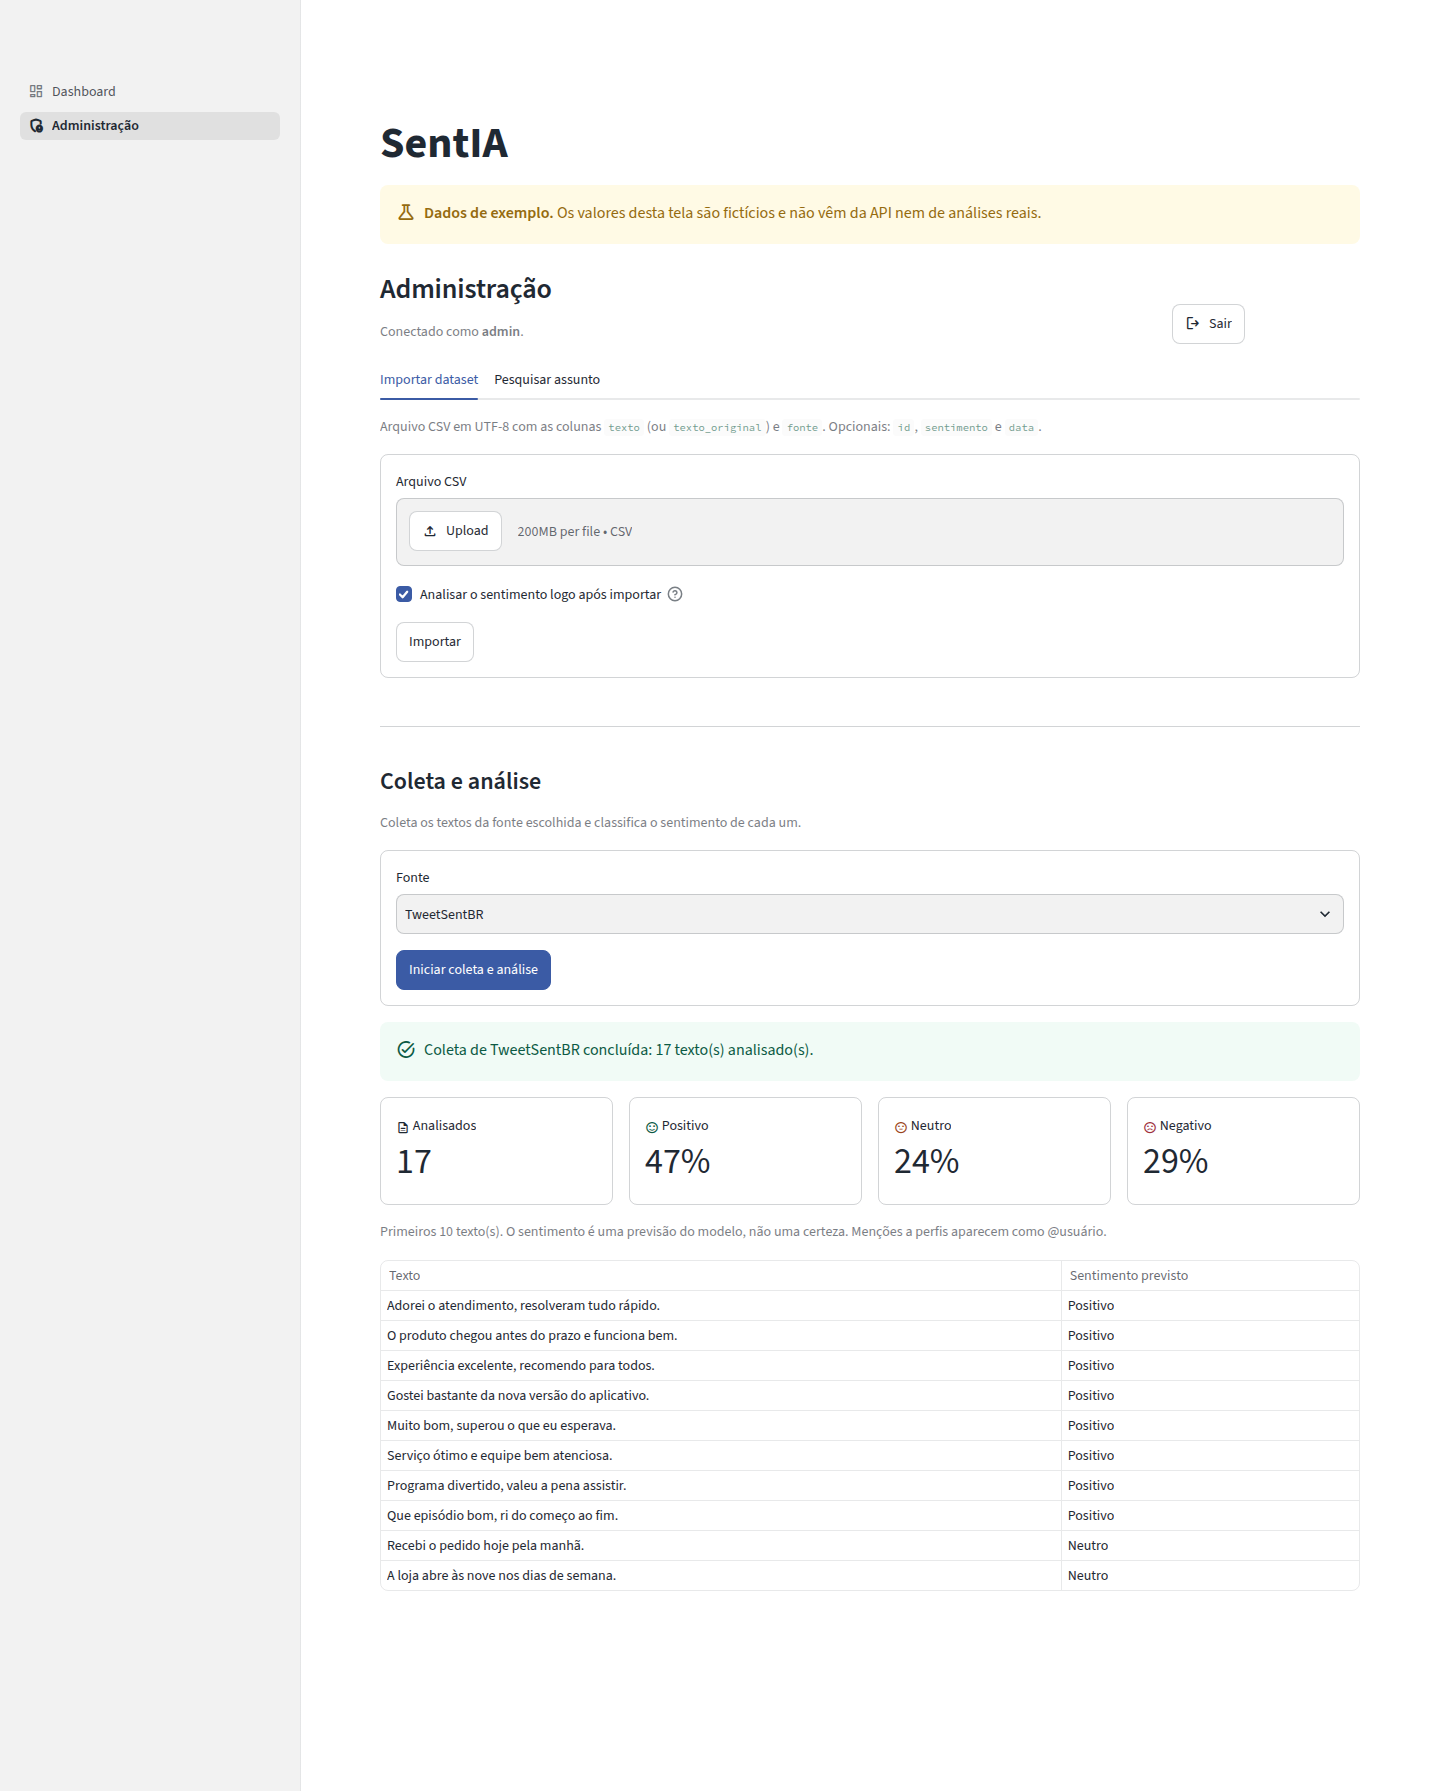 Dashboard
Administração
SentIA
Dados de exemplo. Os valores desta tela são fictícios e não vêm da API nem de análises reais.
Administração
Conectado como admin.
Sair
Importar dataset Pesquisar assunto
Arquivo CSV em UTF-8 com as colunas texto (ou texto_original) e fonte. Opcionais: id, sentimento e data.
Arquivo CSV
Upload 200MB per file • CSV
Analisar o sentimento logo após importar
Importar
Coleta e análise
Coleta os textos da fonte escolhida e classifica o sentimento de cada um.
Fonte
TweetSentBR
Iniciar coleta e análise
Coleta de TweetSentBR concluída: 17 texto(s) analisado(s).
Analisados
17
Positivo
47%
Neutro
24%
Negativo
29%
Primeiros 10 texto(s). O sentimento é uma previsão do modelo, não uma certeza. Menções a perfis aparecem como @usuário.
Texto Sentimento previsto
Adorei o atendimento, resolveram tudo rápido. Positivo
O produto chegou antes do prazo e funciona bem. Positivo
Experiência excelente, recomendo para todos. Positivo
Gostei bastante da nova versão do aplicativo. Positivo
Muito bom, superou o que eu esperava. Positivo
Serviço ótimo e equipe bem atenciosa. Positivo
Programa divertido, valeu a pena assistir. Positivo
Que episódio bom, ri do começo ao fim. Positivo
Recebi o pedido hoje pela manhã. Neutro
A loja abre às nove nos dias de semana. Neutro